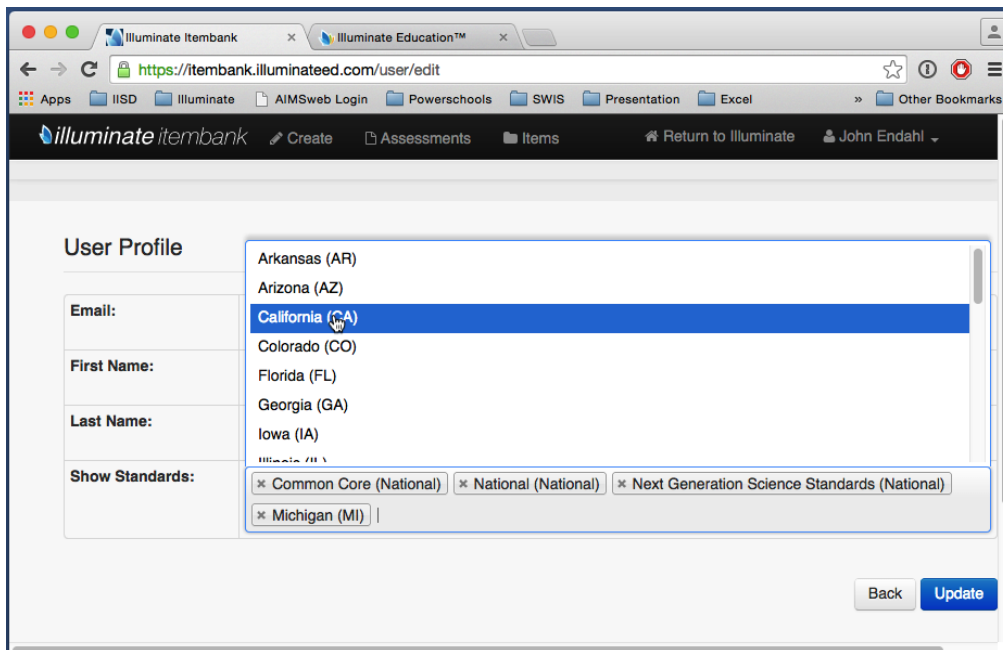 Illuminate Itembank
Illuminate Education™
https://itembank.illuminateed.com/user/edit
Apps IISD Illuminate AIMSweb Login Powerschools SWIS Presentation Excel » Other Bookmarks
illuminate itembank Create Assessments Items Return to Illuminate John Endahl
User Profile
Arkansas (AR)
Arizona (AZ)
Email:
California (CA)
Colorado (CO)
First Name:
Florida (FL)
Georgia (GA)
Last Name:
Iowa (IA)
Illinois (IL)
Show Standards:
× Common Core (National) × National (National) × Next Generation Science Standards (National)
× Michigan (MI)
Back Update